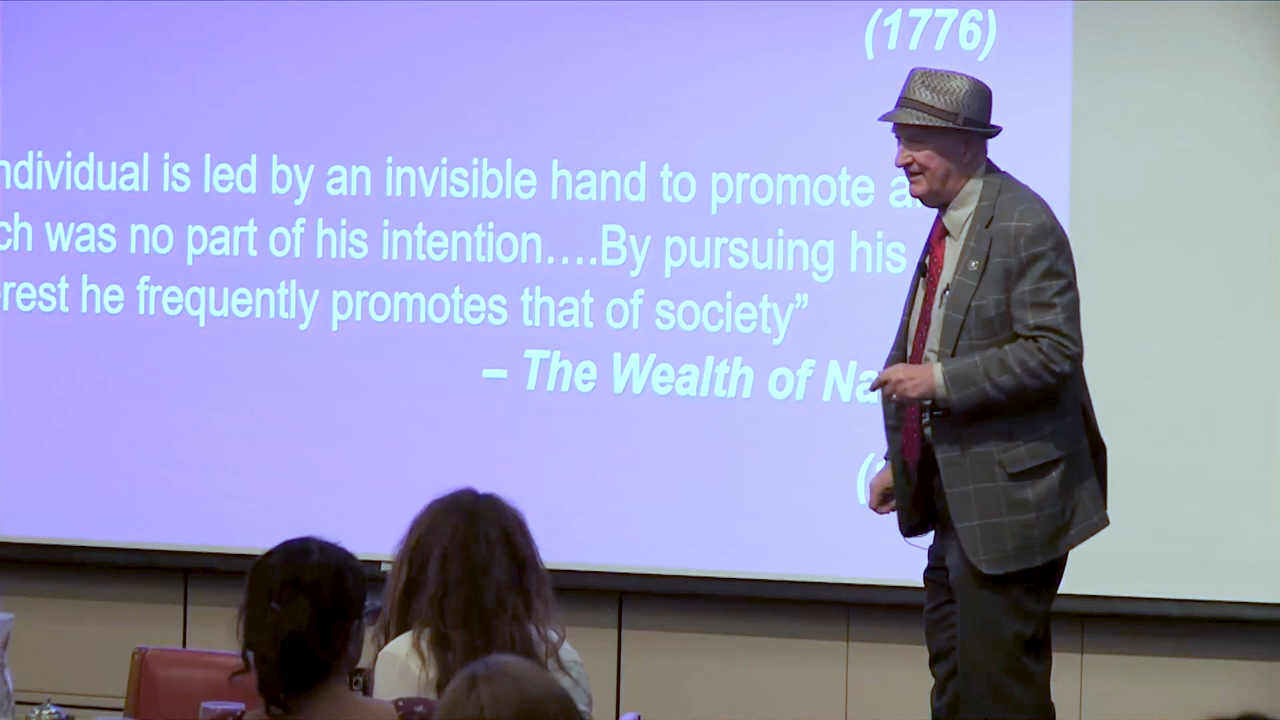 (1776)
ndividual is led by an invisible hand to promote a
ch was no part of his intention….By pursuing his
rest he frequently promotes that of society”
– The Wealth of Na
(